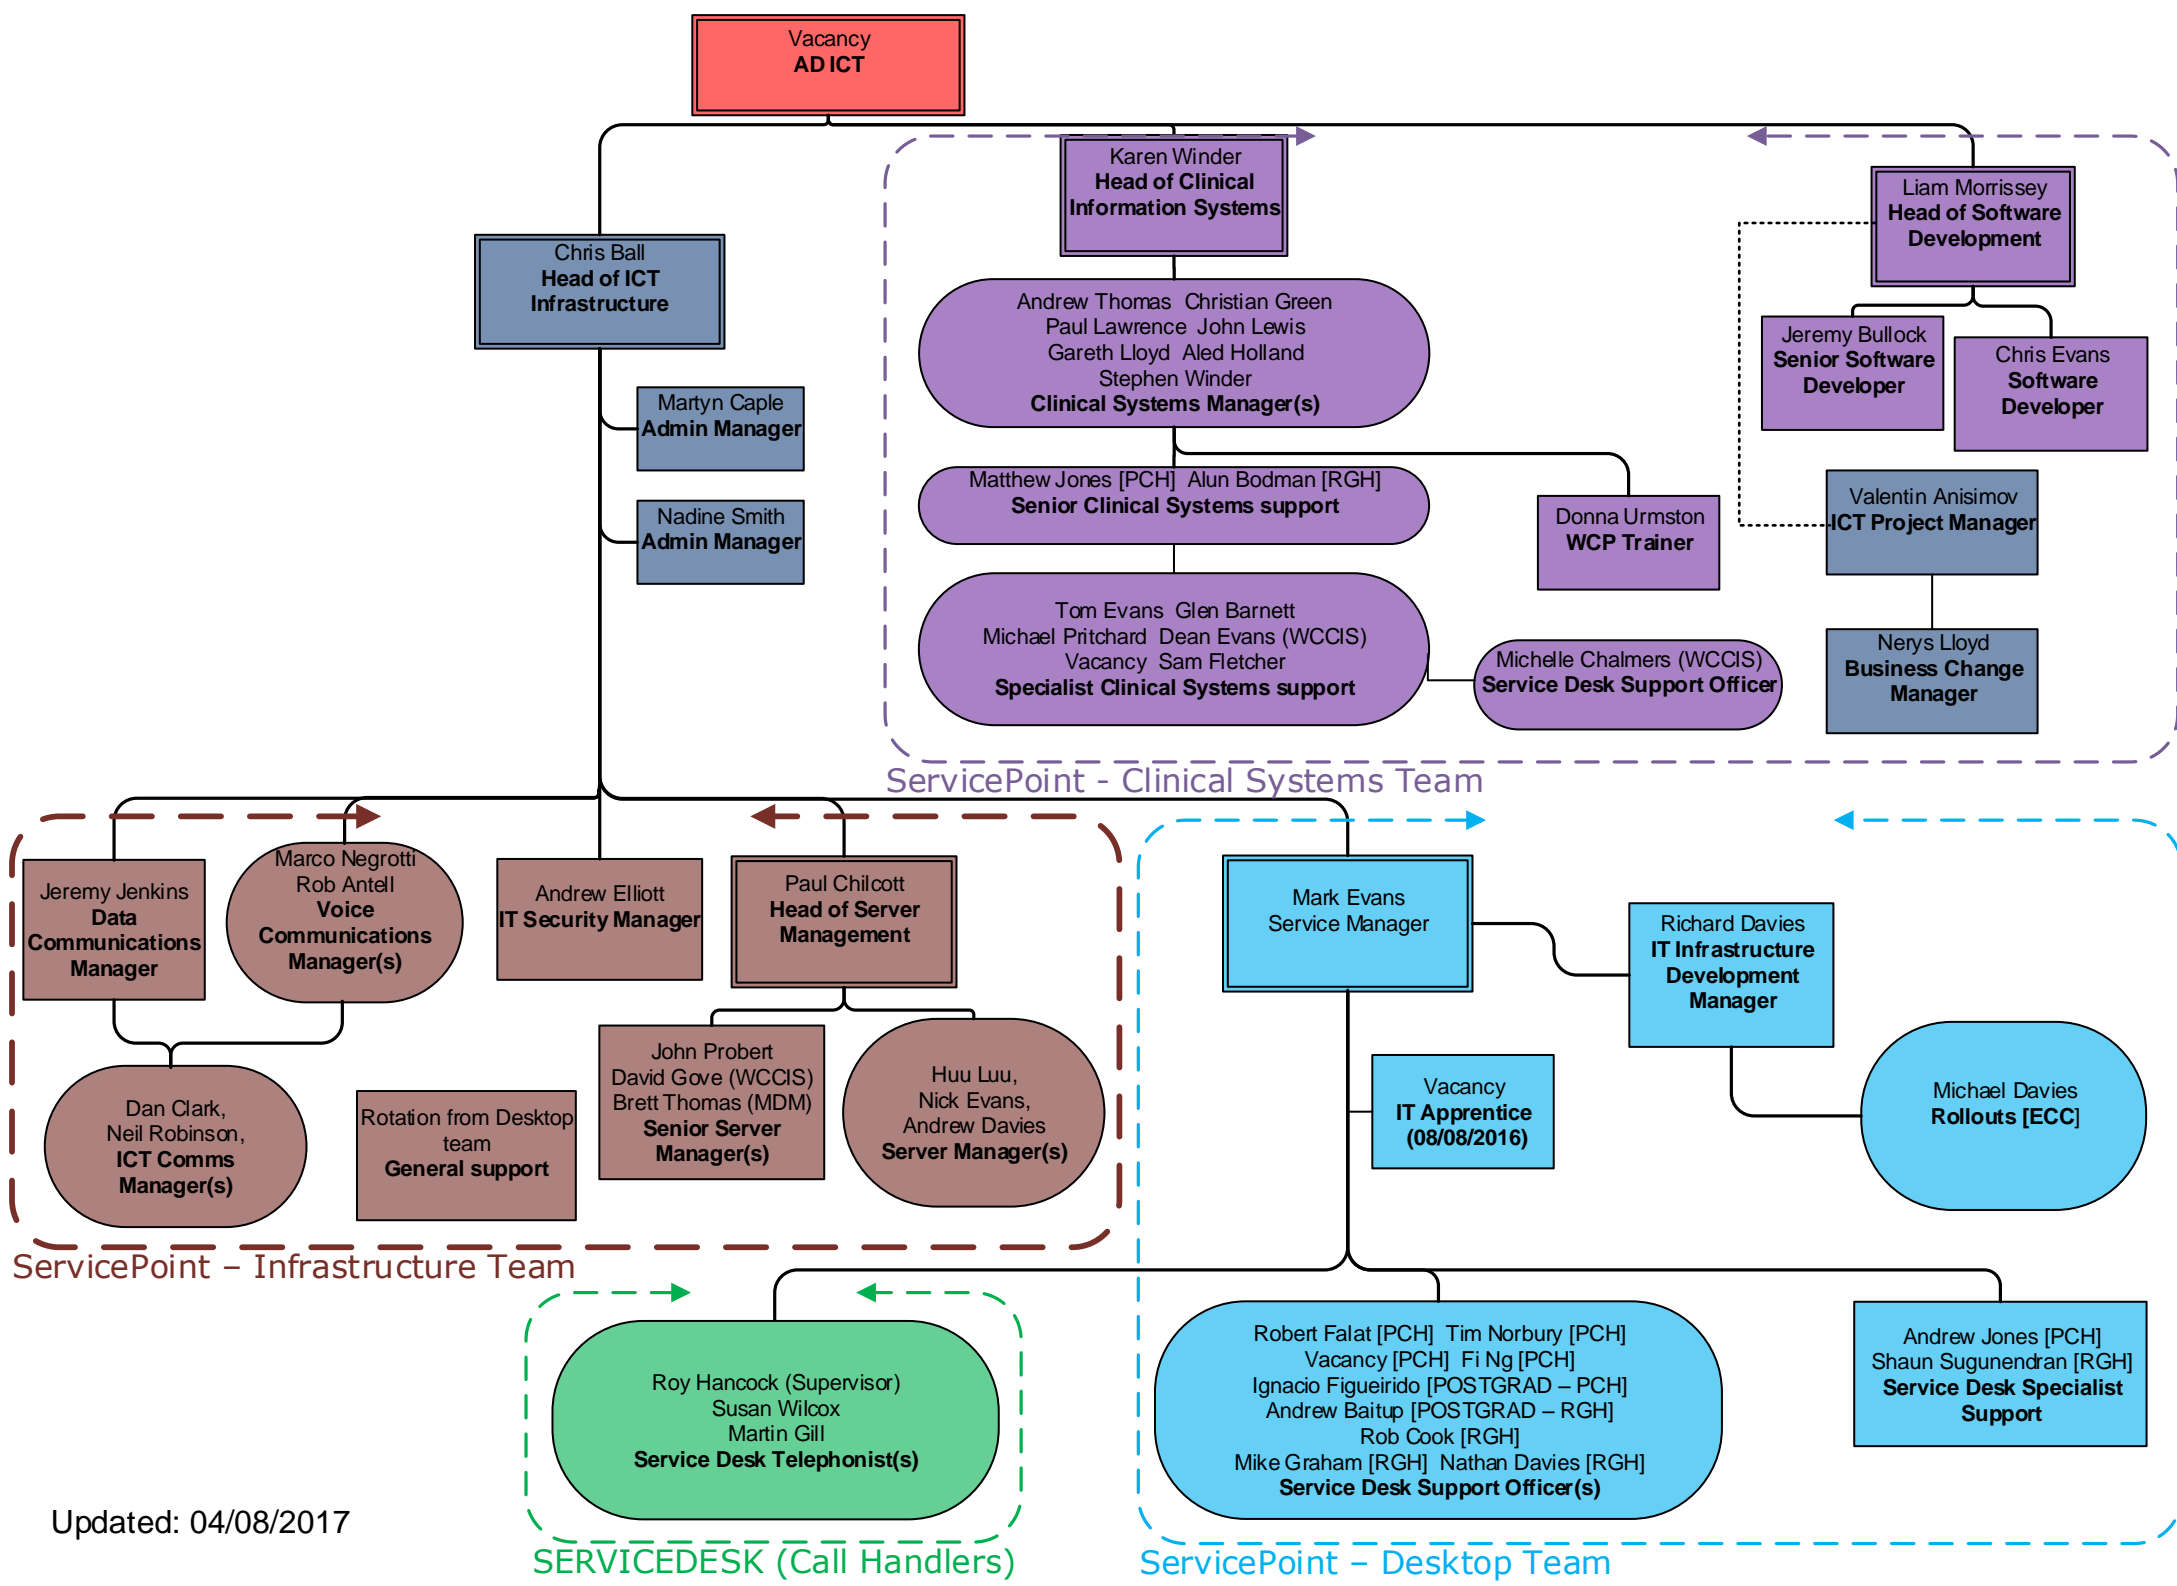 Vacancy
AD ICT
Karen Winder
Head of Clinical
Information Systems
Liam Morrissey
Head of Software
Development
Chris Ball
Head of ICT
Infrastructure
Andrew Thomas  Christian Green
Paul Lawrence  John Lewis
Gareth Lloyd  Aled Holland
Stephen Winder
Clinical Systems Manager(s)
Jeremy Bullock
Senior Software
Developer
Chris Evans
Software
Developer
Martyn Caple
Admin Manager
Nadine Smith
Admin Manager
Matthew Jones [PCH]  Alun Bodman [RGH]
Senior Clinical Systems support
Donna Urmston
WCP Trainer
Valentin Anisimov
ICT Project Manager
Tom Evans  Glen Barnett
Michael Pritchard  Dean Evans (WCCIS)
Vacancy  Sam Fletcher
Specialist Clinical Systems support
Michelle Chalmers (WCCIS)
Service Desk Support Officer
Nerys Lloyd
Business Change
Manager
ServicePoint - Clinical Systems Team
Jeremy Jenkins
Data
Communications
Manager
Marco Negrotti
Rob Antell
Voice
Communications
Manager(s)
Andrew Elliott
IT Security Manager
Paul Chilcott
Head of Server
Management
Mark Evans
Service Manager
Richard Davies
IT Infrastructure
Development
Manager
Dan Clark,
Neil Robinson,
ICT Comms
Manager(s)
Rotation from Desktop
team
General support
John Probert
David Gove (WCCIS)
Brett Thomas (MDM)
Senior Server
Manager(s)
Huu Luu,
Nick Evans,
Andrew Davies
Server Manager(s)
Vacancy
IT Apprentice
(08/08/2016)
Michael Davies
Rollouts [ECC]
ServicePoint – Infrastructure Team
Roy Hancock (Supervisor)
Susan Wilcox
Martin Gill
Service Desk Telephonist(s)
Robert Falat [PCH]  Tim Norbury [PCH]
Vacancy [PCH]  Fi Ng [PCH]
Ignacio Figueirido [POSTGRAD – PCH]
Andrew Baitup [POSTGRAD – RGH]
Rob Cook [RGH]
Mike Graham [RGH]  Nathan Davies [RGH]
Service Desk Support Officer(s)
Andrew Jones [PCH]
Shaun Sugunendran [RGH]
Service Desk Specialist
Support
Updated: 04/08/2017
SERVICEDESK (Call Handlers)
ServicePoint – Desktop Team